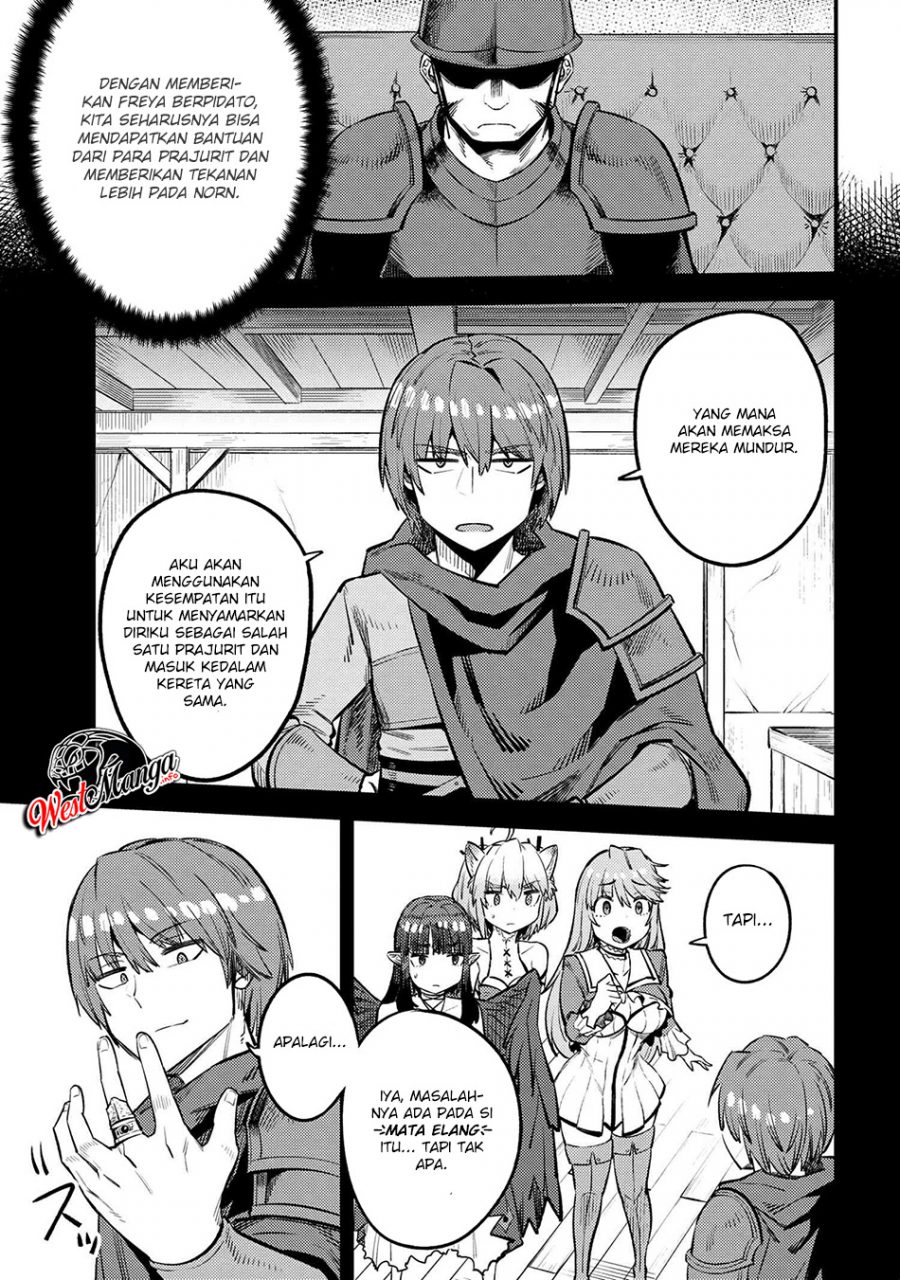 DENGAN MEMBERI-
KAN FREYA BERPIDATO,
KITA SEHARUSNYA BISA
MENDAPATKAN BANTUAN
DARI PARA PRAJURIT DAN
MEMBERIKAN TEKANAN
LEBIH PADA NORN.
YANG MANA
AKAN MEMAKSA
MEREKA MUNDUR.
AKU AKAN
MENGGUNAKAN
KESEMPATAN ITU
UNTUK MENYAMARKAN
DIRIKU SEBAGAI SALAH
SATU PRAJURIT DAN
MASUK KEDALAM
KERETA YANG
SAMA.
WestManga.info
TAPI...
IYA, MASALAH-
NYA ADA PADA SI
MATA ELANG
ITU... TAPI TAK
APA.
APALAGI...
ズッ